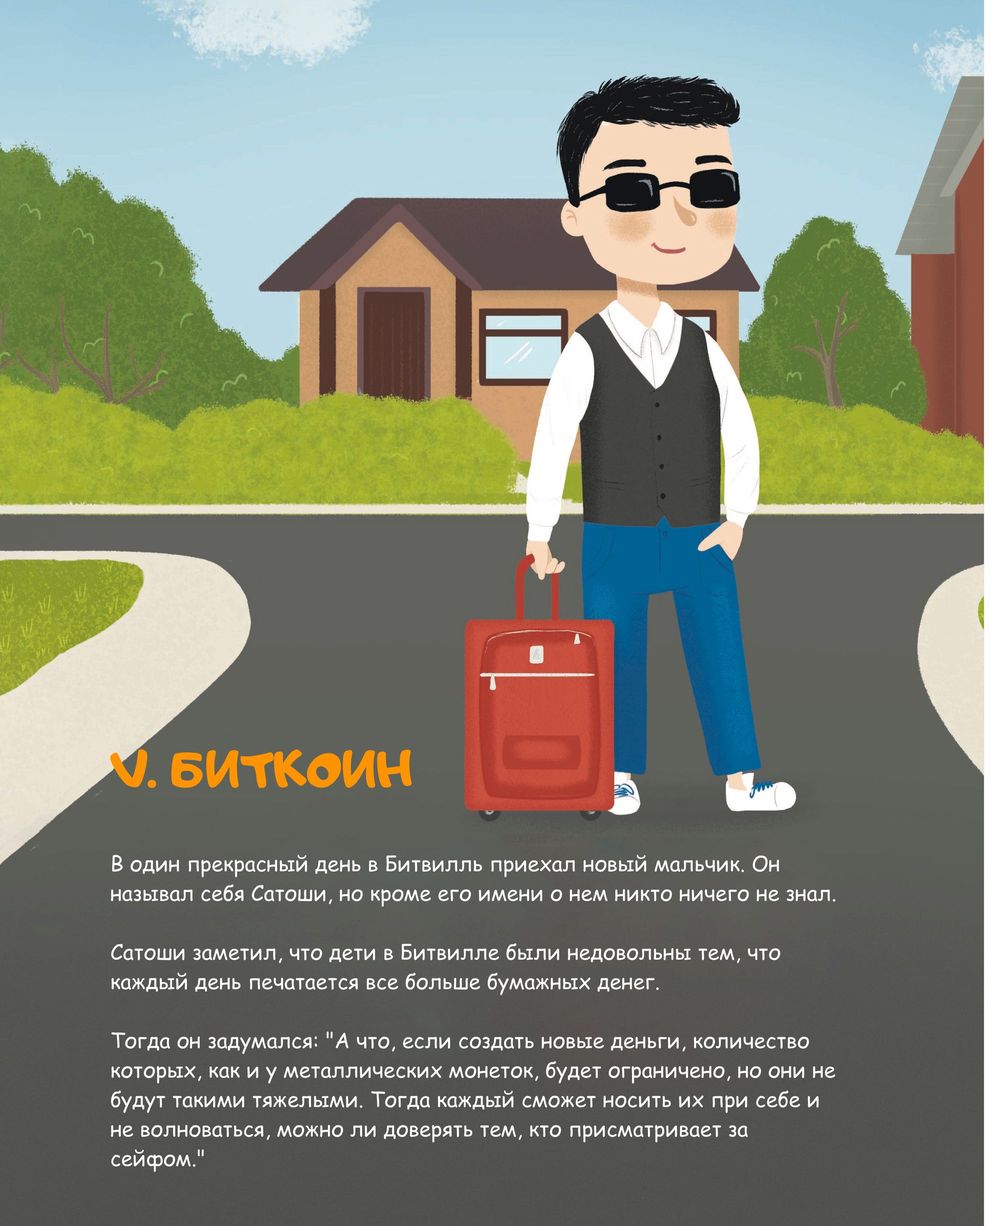 V. БИТКОИН
В один прекрасный день в Битвилль приехал новый мальчик. Он
называл себя Сатоши, но кроме его имени о нем никто ничего не знал.
Сатоши заметил, что дети в Битвилле были недовольны тем, что
каждый день печатается все больше бумажных денег.
Тогда он задумался: "А что, если создать новые деньги, количество
которых, как и у металлических монеток, будет ограничено, но они не
будут такими тяжелыми. Тогда каждый сможет носить их при себе и
не волноваться, можно ли доверять тем, кто присматривает за
сейфом."